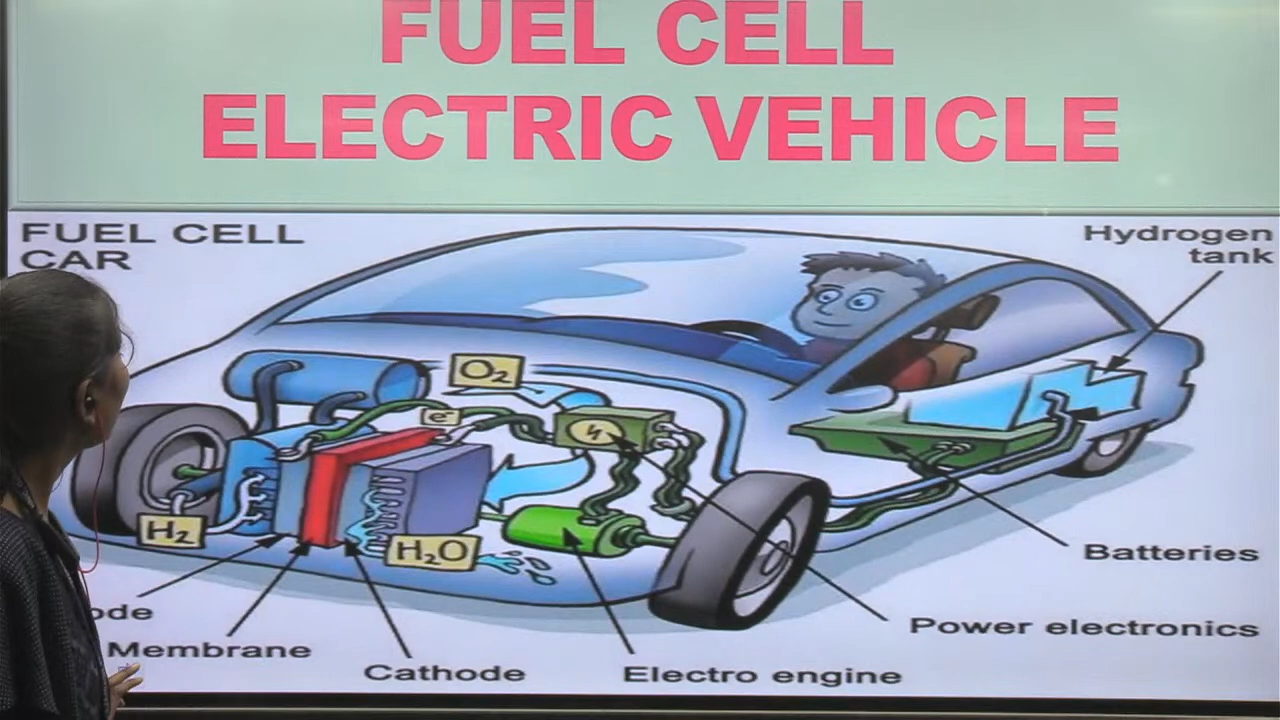 FUEL CELL
ELECTRIC VEHICLE
FUEL CELL
CAR
Hydrogen
tank
O₂
e⁻
H₂
H₂O
Batteries
Power electronics
Membrane
Cathode
Electro engine